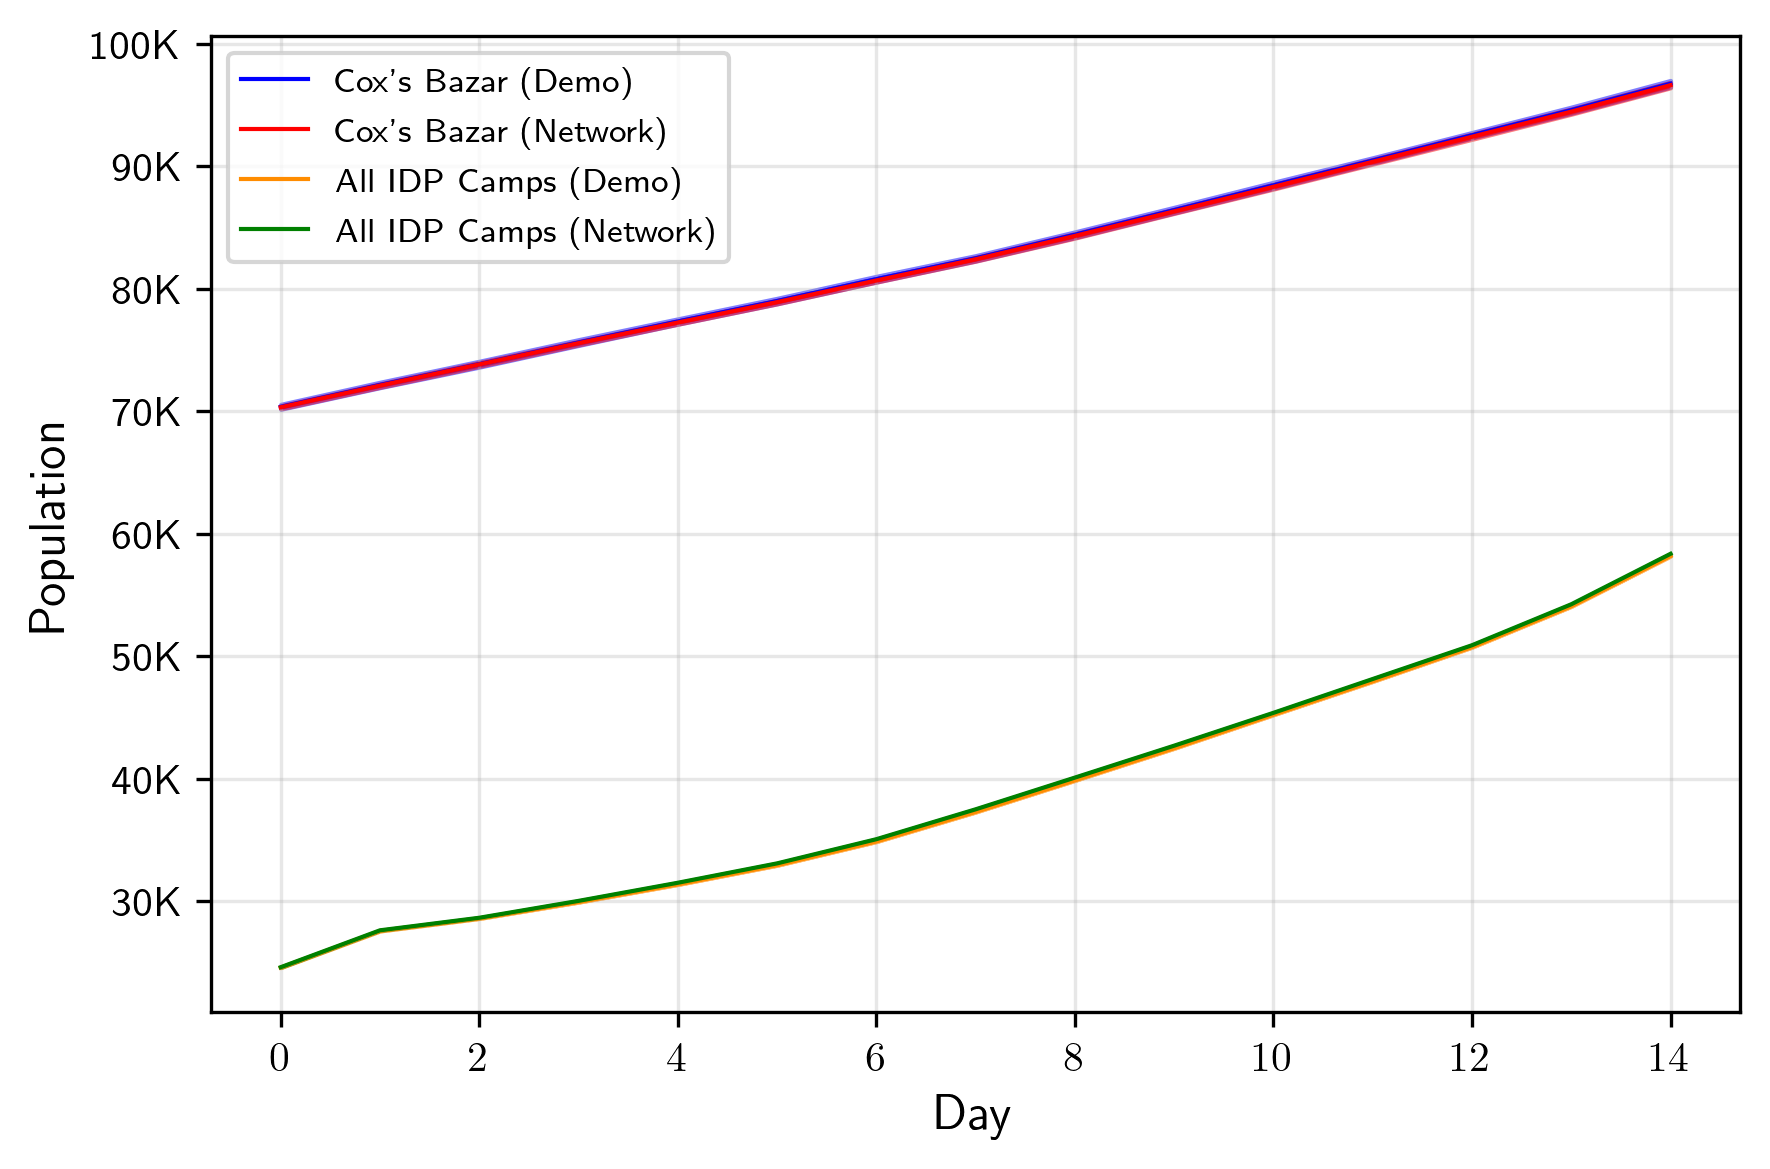 100K
90K
80K
70K
60K
50K
40K
30K
Population
Cox's Bazar (Demo)
Cox's Bazar (Network)
All IDP Camps (Demo)
All IDP Camps (Network)
0 2 4 6 8 10 12 14
Day